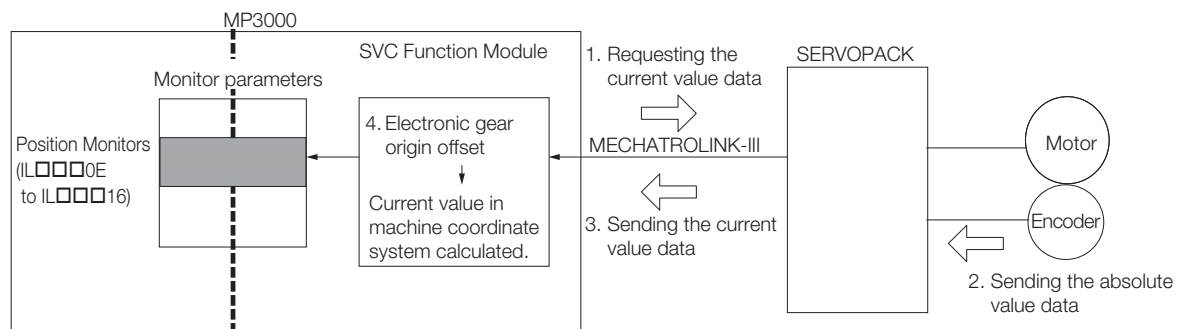 MP3000
SVC Function Module
Monitor parameters
Position Monitors
(IL□□□0E
to IL□□□16)
4. Electronic gear
origin offset
Current value in
machine coordinate
system calculated.
1. Requesting the
current value data
MECHATROLINK-III
3. Sending the current
value data
SERVOPACK
Motor
Encoder
2. Sending the absolute
value data